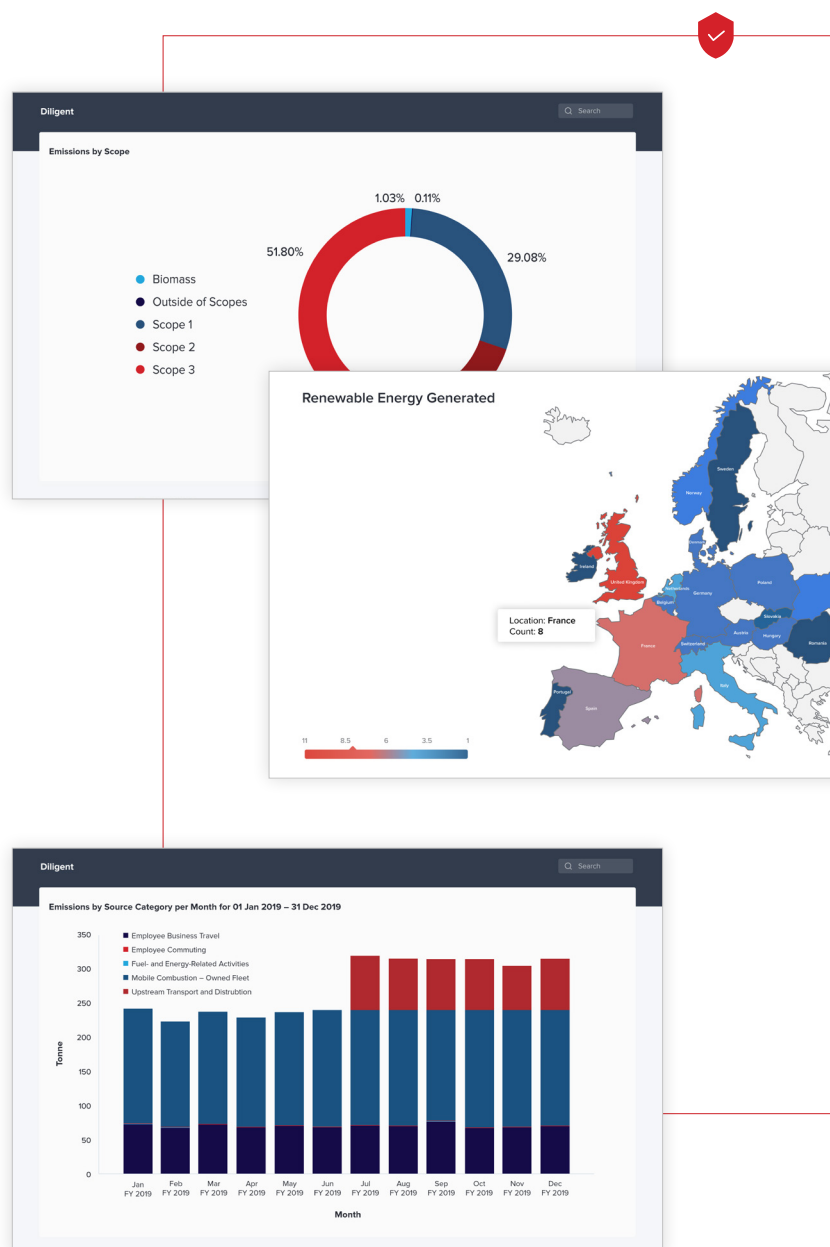 Diligent
Search
Emissions by Scope
1.03% 0.11%
51.80%
29.08%
Biomass
Outside of Scopes
Scope 1
Scope 2
Scope 3
Renewable Energy Generated
Sweden
Norway
Denmark
Ireland
United Kingdom
Netherlands
Poland
Belgium
Germany
Location: France
Count: 8
Slovakia
Austria
Hungary
Switzerland
Romania
France
Italy
Portugal
Spain
11 8.5 6 3.5 1
Diligent
Search
Emissions by Source Category per Month for 01 Jan 2019 – 31 Dec 2019
Employee Business Travel
Employee Commuting
Fuel- and Energy-Related Activities
Mobile Combustion – Owned Fleet
Upstream Transport and Distrubtion
350
300
250
200
150
100
50
0
Tonne
Jan Feb Mar Apr May Jun Jul Aug Sep Oct Nov Dec
FY 2019 FY 2019 FY 2019 FY 2019 FY 2019 FY 2019 FY 2019 FY 2019 FY 2019 FY 2019 FY 2019 FY 2019
Month